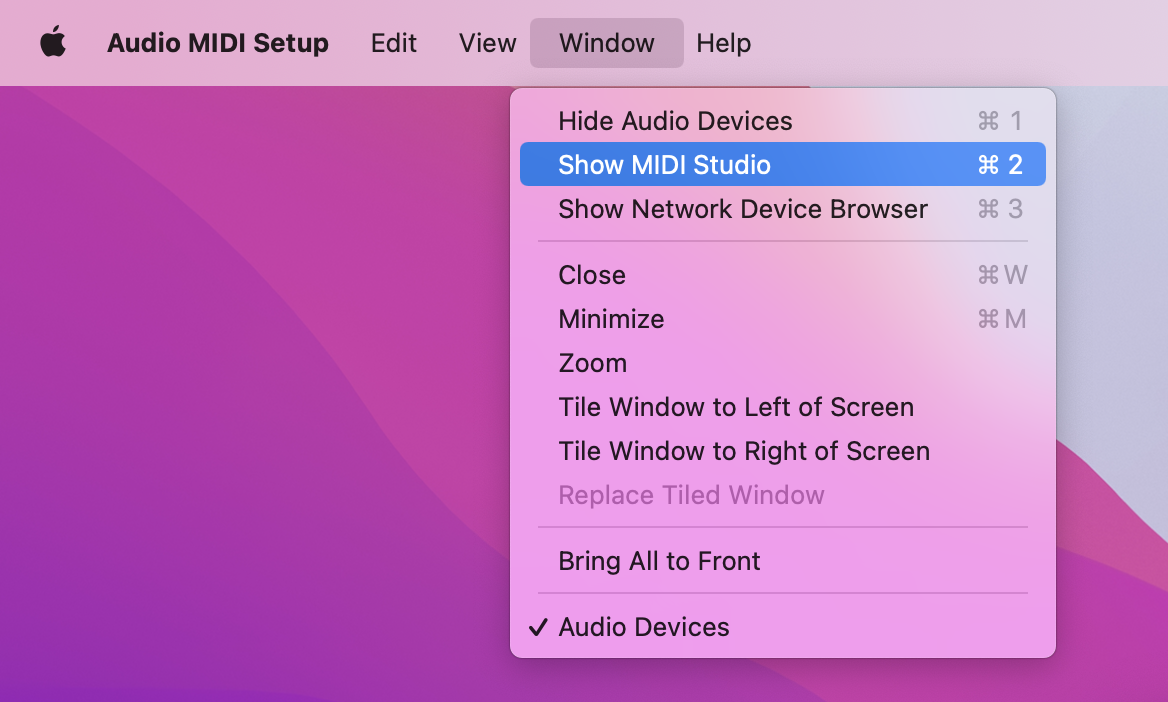 Audio MIDI Setup Edit View Window Help
Hide Audio Devices ⌘ 1
Show MIDI Studio ⌘ 2
Show Network Device Browser ⌘ 3
Close ⌘ W
Minimize ⌘ M
Zoom
Tile Window to Left of Screen
Tile Window to Right of Screen
Replace Tiled Window
Bring All to Front
✓ Audio Devices